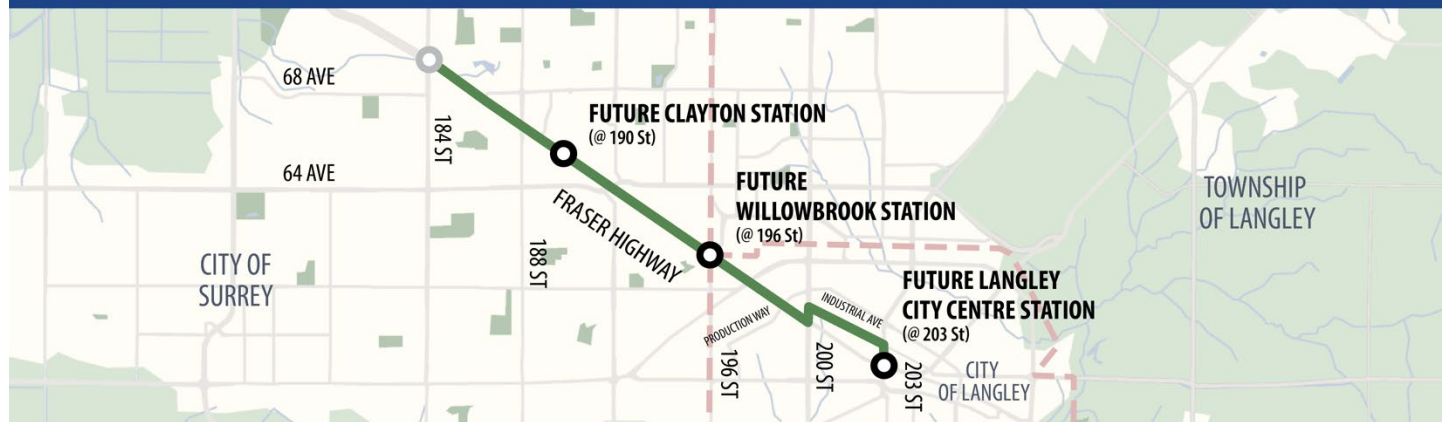 68 AVE
184 ST
FUTURE CLAYTON STATION
(@ 190 St)
64 AVE
FUTURE
WILLOWBROOK STATION
(@ 196 St)
TOWNSHIP
OF LANGLEY
FRASER HIGHWAY
188 ST
CITY OF
SURREY
FUTURE LANGLEY
CITY CENTRE STATION
(@ 203 St)
INDUSTRIAL AVE
PRODUCTION WAY
196 ST
200 ST
203 ST
CITY
OF LANGLEY